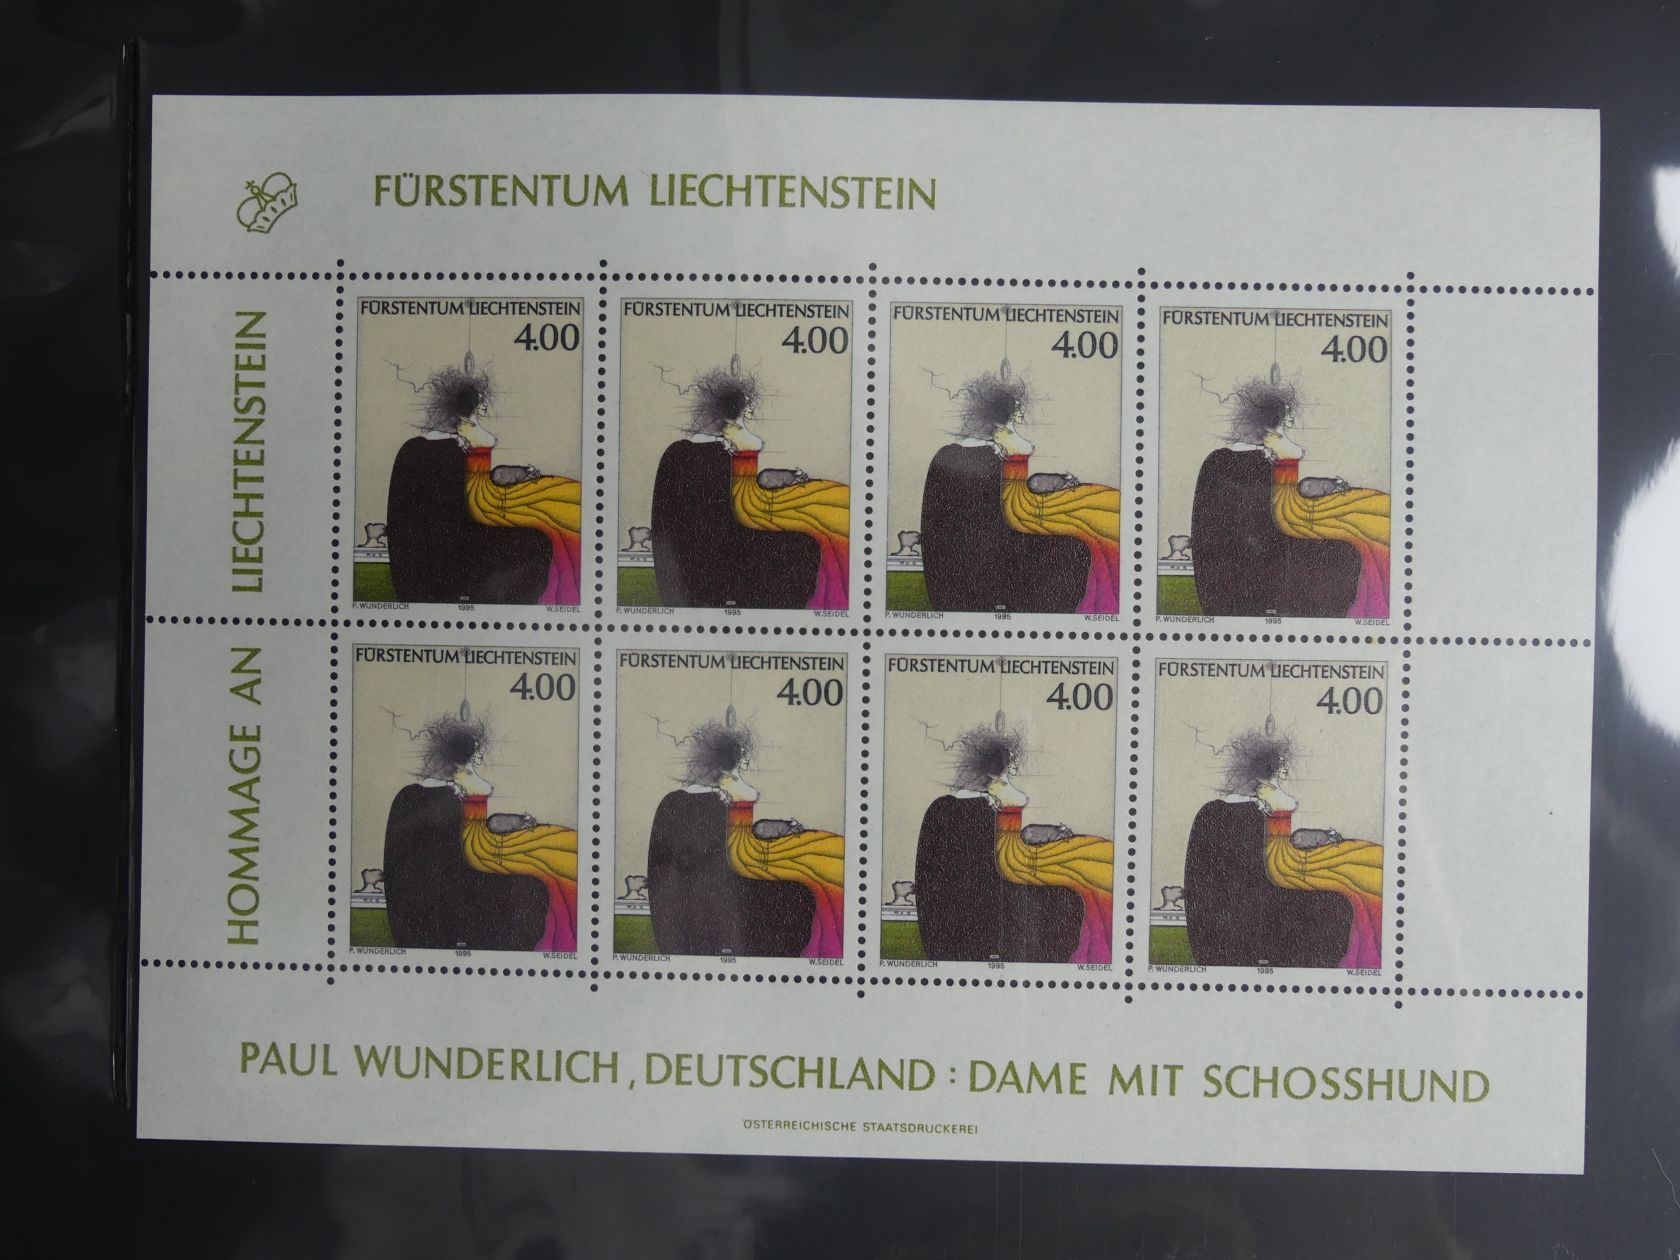 FÜRSTENTUM LIECHTENSTEIN
HOMMAGE AN LIECHTENSTEIN
FÜRSTENTUM LIECHTENSTEIN
4.00
P. WUNDERLICH 1995 W. SEIDEL
FÜRSTENTUM LIECHTENSTEIN
4.00
P. WUNDERLICH 1995 W. SEIDEL
FÜRSTENTUM LIECHTENSTEIN
4.00
P. WUNDERLICH 1995 W. SEIDEL
FÜRSTENTUM LIECHTENSTEIN
4.00
P. WUNDERLICH 1995 W. SEIDEL
FÜRSTENTUM LIECHTENSTEIN
4.00
P. WUNDERLICH 1995 W. SEIDEL
FÜRSTENTUM LIECHTENSTEIN
4.00
P. WUNDERLICH 1995 W. SEIDEL
FÜRSTENTUM LIECHTENSTEIN
4.00
P. WUNDERLICH 1995 W. SEIDEL
FÜRSTENTUM LIECHTENSTEIN
4.00
P. WUNDERLICH 1995 W. SEIDEL
PAUL WUNDERLICH, DEUTSCHLAND: DAME MIT SCHOSSHUND
ÖSTERREICHISCHE STAATSDRUCKEREI